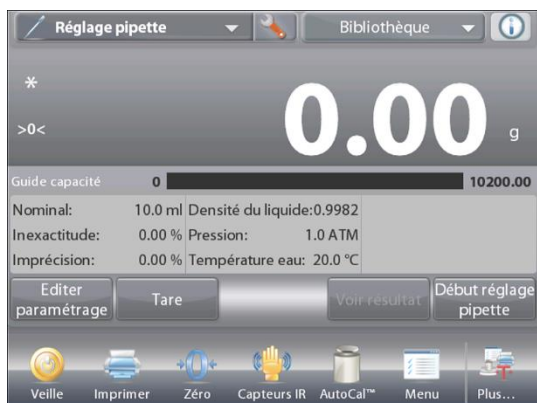 Réglage pipette
Bibliothèque
*
>0<
0.00 g
Guide capacité 0 10200.00
Nominal: 10.0 ml Densité du liquide:0.9982
Inexactitude: 0.00 % Pression: 1.0 ATM
Imprécision: 0.00 % Température eau: 20.0 °C
Editer
paramétrage
Tare
Voir résultat
Début réglage
pipette
Veille Imprimer Zéro Capteurs IR AutoCal™ Menu Plus...